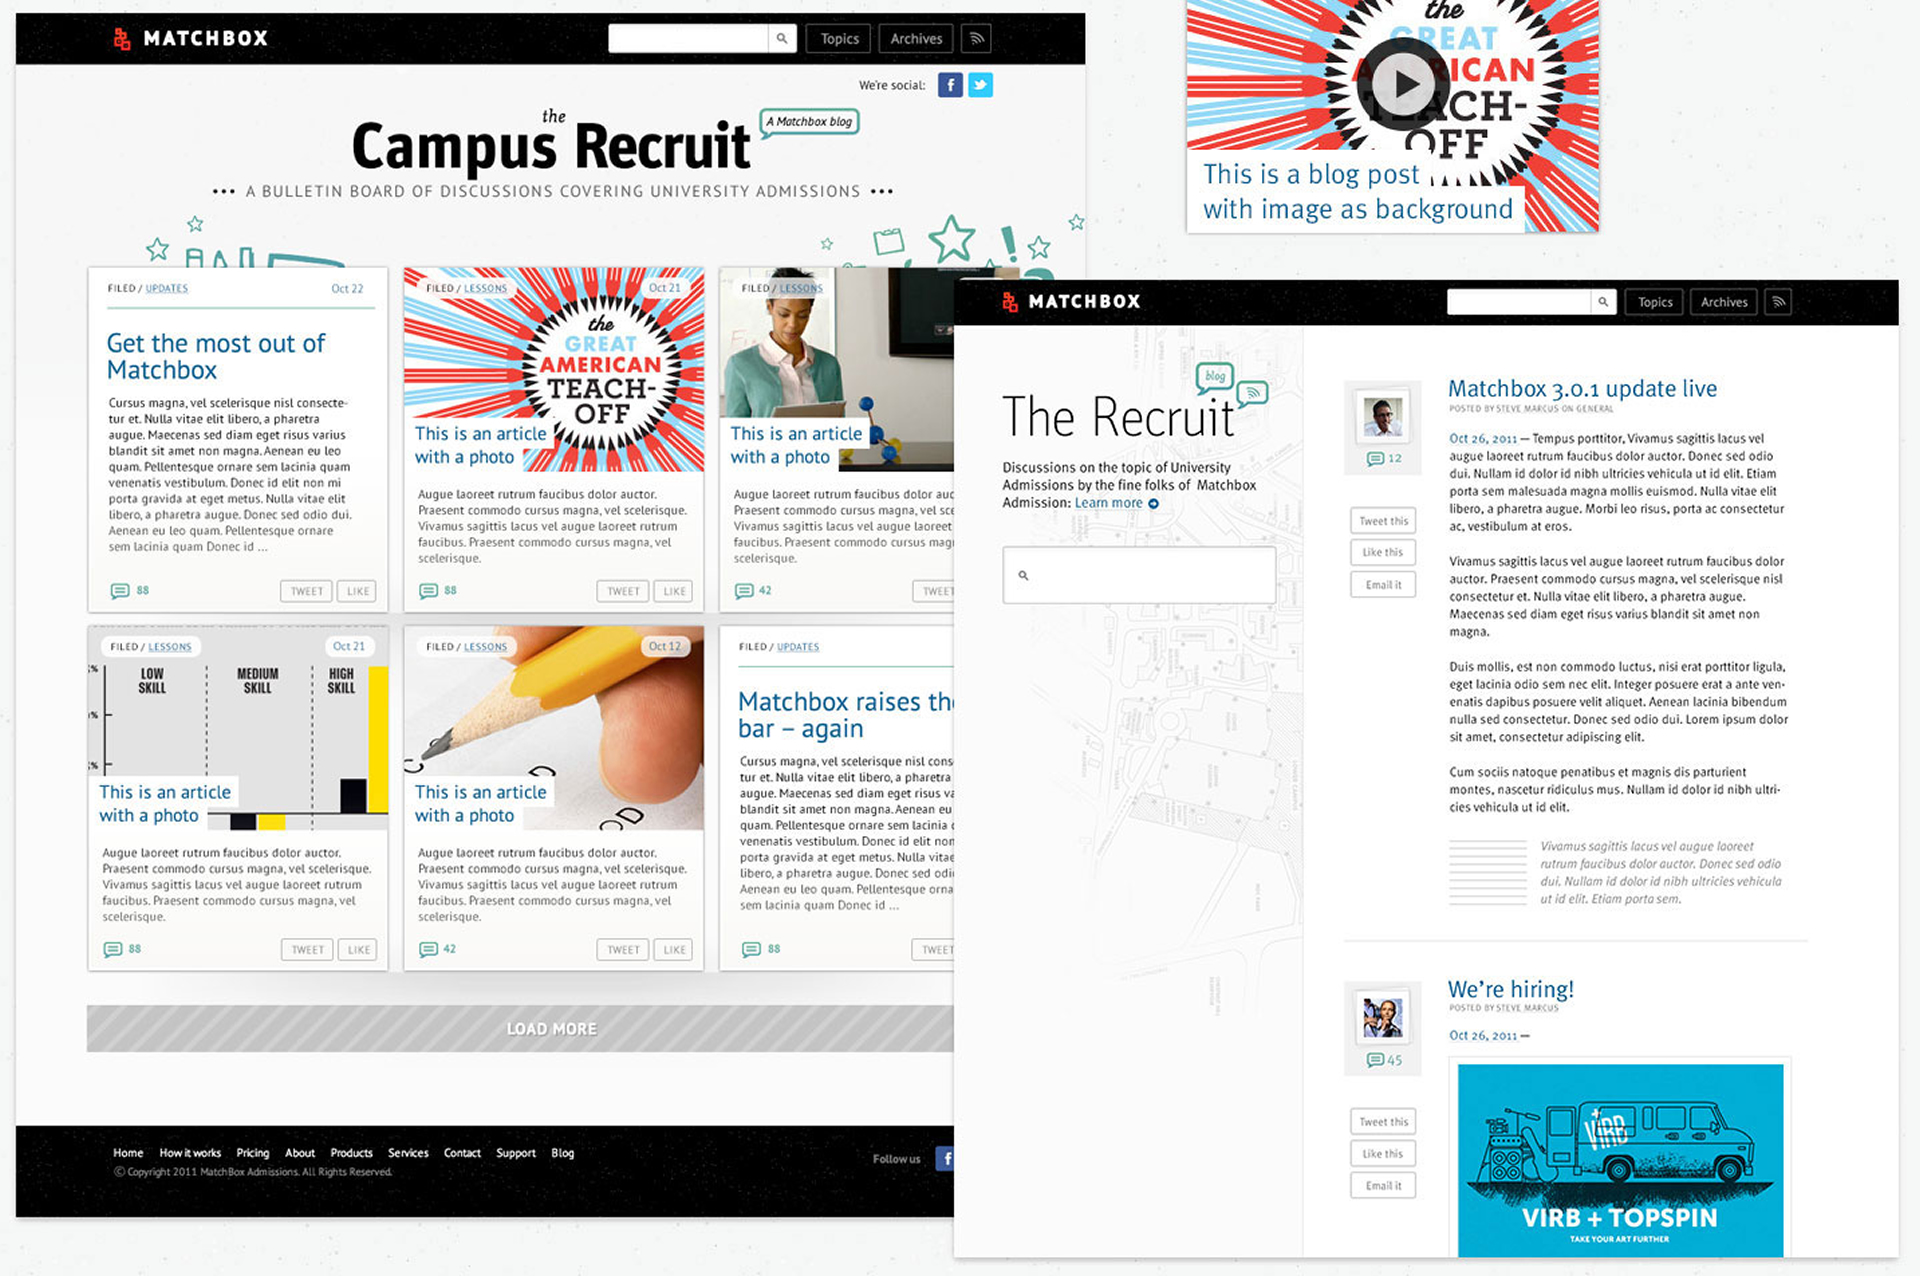 MATCHBOX
Topics
Archives
We're social:
the
Campus Recruit
A Matchbox blog
••• A BULLETIN BOARD OF DISCUSSIONS COVERING UNIVERSITY ADMISSIONS •••
FILED / UPDATES
Oct 22
Get the most out of
Matchbox
Cursus magna, vel scelerisque nisl consecte-
tur et. Nulla vitae elit libero, a pharetra
augue. Maecenas sed diam eget risus varius
blandit sit amet non magna. Aenean eu leo
quam. Pellentesque ornare sem lacinia quam
venenatis vestibulum. Donec id elit non mi
porta gravida at eget metus. Nulla vitae elit
libero, a pharetra augue. Donec sed odio dui.
Aenean eu leo quam. Pellentesque ornare
sem lacinia quam Donec id ...
88
TWEET
LIKE
FILED / LESSONS
Oct 21
the
GREAT
AMERICAN
TEACH-
OFF
This is an article
with a photo
Augue laoreet rutrum faucibus dolor auctor.
Praesent commodo cursus magna, vel scelerisque.
Vivamus sagittis lacus vel augue laoreet rutrum
faucibus. Praesent commodo cursus magna, vel
scelerisque.
88
TWEET
LIKE
FILED / LESSONS
This is an article
with a photo
Augue laoreet rutrum faucibus dolor auc
Praesent commodo cursus magna, vel sce
Vivamus sagittis lacus vel augue laoreet
faucibus. Praesent commodo cursus magn
scelerisque.
42
TWEET
FILED / LESSONS
Oct 21
LOW
SKILL
MEDIUM
SKILL
HIGH
SKILL
This is an article
with a photo
Augue laoreet rutrum faucibus dolor auctor.
Praesent commodo cursus magna, vel scelerisque.
Vivamus sagittis lacus vel augue laoreet rutrum
faucibus. Praesent commodo cursus magna, vel
scelerisque.
88
TWEET
LIKE
FILED / LESSONS
Oct 12
This is an article
with a photo
Augue laoreet rutrum faucibus dolor auctor.
Praesent commodo cursus magna, vel scelerisque.
Vivamus sagittis lacus vel augue laoreet rutrum
faucibus. Praesent commodo cursus magna, vel
scelerisque.
42
TWEET
LIKE
FILED / UPDATES
Matchbox raises th
bar – again
Cursus magna, vel scelerisque nisl cons
tur et. Nulla vitae elit libero, a pharetra
augue. Maecenas sed diam eget risus va
blandit sit amet non magna. Aenean eu
quam. Pellentesque ornare sem lacinia
venenatis vestibulum. Donec id elit non
porta gravida at eget metus. Nulla vitae
libero, a pharetra augue. Donec sed odi
Aenean eu leo quam. Pellentesque orna
sem lacinia quam Donec id ...
88
TWEET
LOAD MORE
Home
How it works
Pricing
About
Products
Services
Contact
Support
Blog
© Copyright 2011 MatchBox Admissions. All Rights Reserved.
Follow us
the
GREAT
TEACH-
OFF
This is a blog post
with image as background
MATCHBOX
Topics
Archives
blog
The Recruit
Discussions on the topic of University
Admissions by the fine folks of Matchbox
Admission: Learn more
12
Tweet this
Like this
Email it
Matchbox 3.0.1 update live
POSTED BY STEVE MARCUS ON GENERAL
Oct 26, 2011 — Tempus porttitor, Vivamus sagittis lacus vel
augue laoreet rutrum faucibus dolor auctor. Donec sed odio
dui. Nullam id dolor id nibh ultricies vehicula ut id elit. Etiam
porta sem malesuada magna mollis euismod. Nulla vitae elit
libero, a pharetra augue. Morbi leo risus, porta ac consectetur
ac, vestibulum at eros.
Vivamus sagittis lacus vel augue laoreet rutrum faucibus dolor
auctor. Praesent commodo cursus magna, vel scelerisque nisl
consectetur et. Nulla vitae elit libero, a pharetra augue.
Maecenas sed diam eget risus varius blandit sit amet non
magna.
Duis mollis, est non commodo luctus, nisi erat porttitor ligula,
eget lacinia odio sem nec elit. Integer posuere erat a ante ven-
enatis dapibus posuere velit aliquet. Aenean lacinia bibendum
nulla sed consectetur. Donec sed odio dui. Lorem ipsum dolor
sit amet, consectetur adipiscing elit.
Cum sociis natoque penatibus et magnis dis parturient
montes, nascetur ridiculus mus. Nullam id dolor id nibh ultri-
cies vehicula ut id elit.
Vivamus sagittis lacus vel augue laoreet
rutrum faucibus dolor auctor. Donec sed odio
dui. Nullam id dolor id nibh ultricies vehicula
ut id elit. Etiam porta sem.
45
Tweet this
Like this
Email it
We're hiring!
POSTED BY STEVE MARCUS
Oct 26, 2011 —
VIRB
VIRB + TOPSPIN
TAKE YOUR ART FURTHER